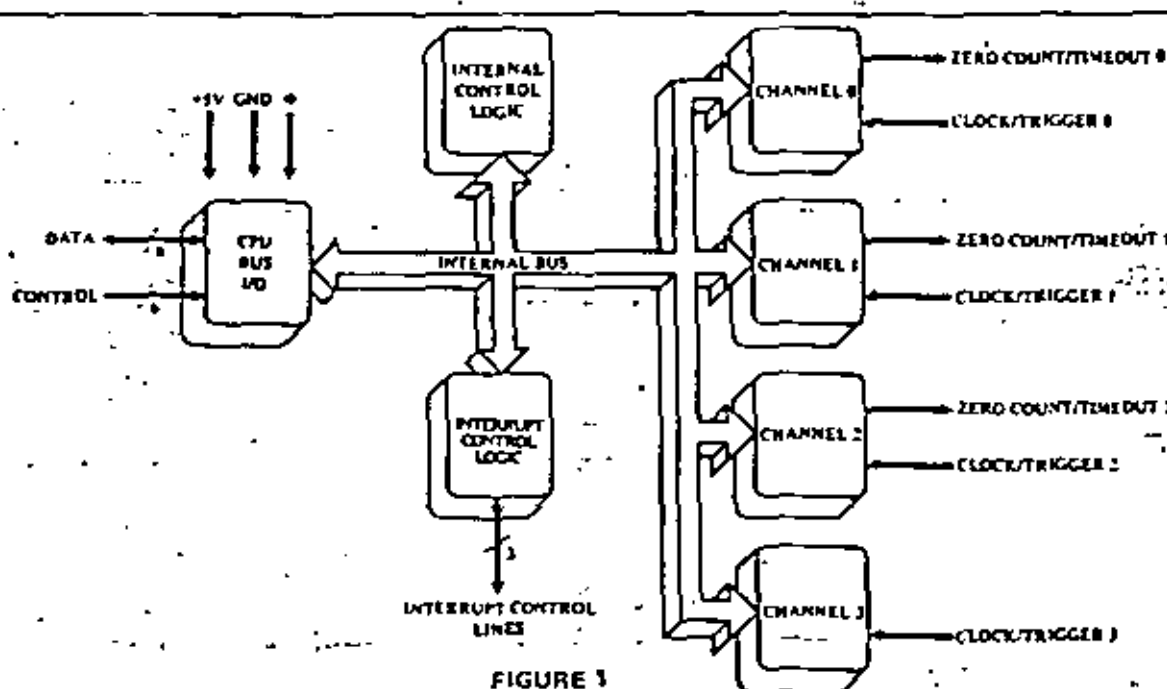 INTERNAL
CONTROL
LOGIC
+5V GND Φ
DATA
8
CONTROL
CPU
BUS
I/O
INTERNAL BUS
INTERRUPT
CONTROL
LOGIC
3
INTERRUPT CONTROL
LINES
CHANNEL 0
ZERO COUNT/TIMEOUT 0
CLOCK/TRIGGER 0
CHANNEL 1
ZERO COUNT/TIMEOUT 1
CLOCK/TRIGGER 1
CHANNEL 2
ZERO COUNT/TIMEOUT 2
CLOCK/TRIGGER 2
CHANNEL 3
CLOCK/TRIGGER 3
FIGURE 3